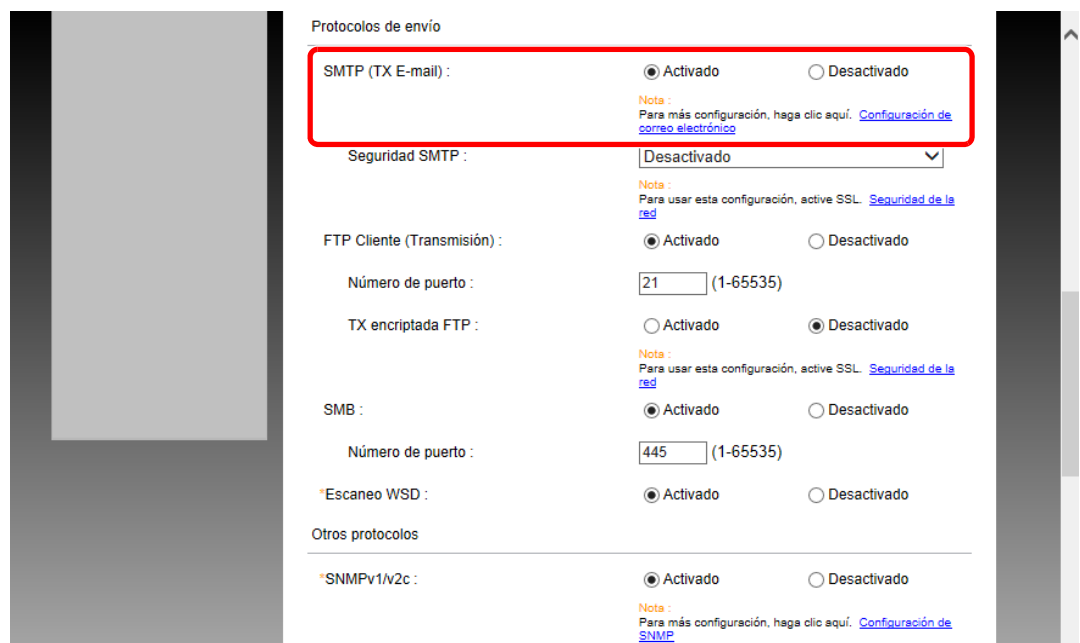 Protocolos de envío
SMTP (TX E-mail) : Activado Desactivado
Nota :
Para más configuración, haga clic aquí. Configuración de
correo electrónico
Seguridad SMTP : Desactivado
Nota :
Para usar esta configuración, active SSL. Seguridad de la
red
FTP Cliente (Transmisión) : Activado Desactivado
Número de puerto : 21 (1-65535)
TX encriptada FTP : Activado Desactivado
Nota :
Para usar esta configuración, active SSL. Seguridad de la
red
SMB : Activado Desactivado
Número de puerto : 445 (1-65535)
*Escaneo WSD : Activado Desactivado
Otros protocolos
*SNMPv1/v2c : Activado Desactivado
Nota :
Para más configuración, haga clic aquí. Configuración de
SNMP